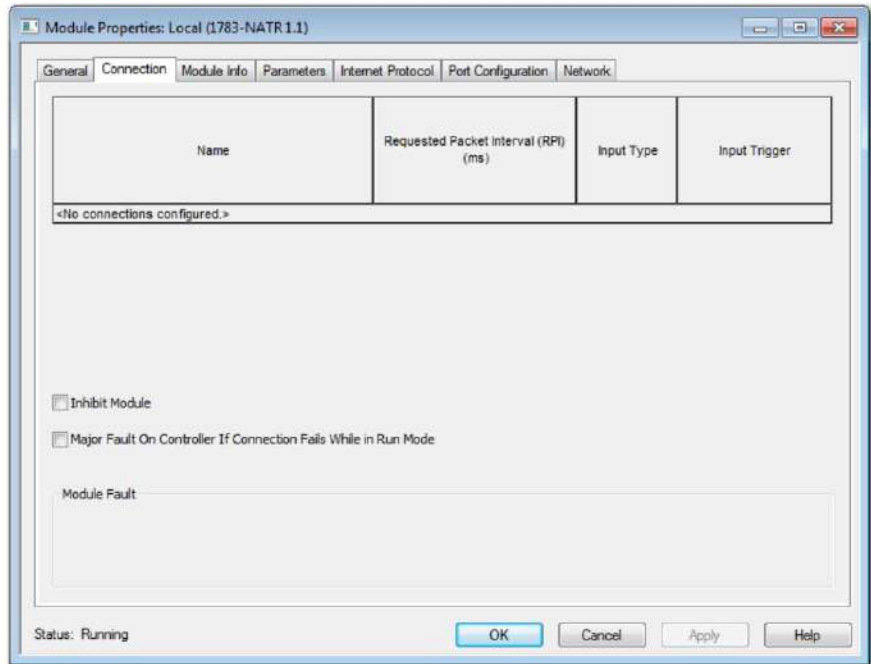 Module Properties: Local (1783-NATR 1.1)
General Connection Module Info Parameters Internet Protocol Port Configuration Network
Name
Requested Packet Interval (RPI)
(ms)
Input Type
Input Trigger
<No connections configured.>
Inhibit Module
Major Fault On Controller If Connection Fails While in Run Mode
Module Fault
Status: Running
OK
Cancel
Apply
Help